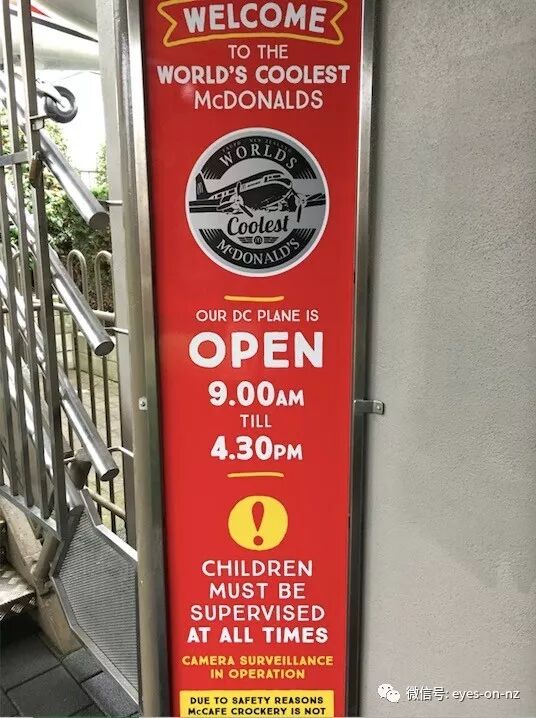 WELCOME
TO THE
WORLD'S COOLEST
McDONALDS
WORLDS
Coolest
McDONALD'S
OUR DC PLANE IS
OPEN
9.00AM
TILL
4.30PM
!
CHILDREN
MUST BE
SUPERVISED
AT ALL TIMES
CAMERA SURVEILLANCE
IN OPERATION
DUE TO SAFETY REASONS
McCAFE CROCKERY IS NOT
微信号: eyes-on-nz